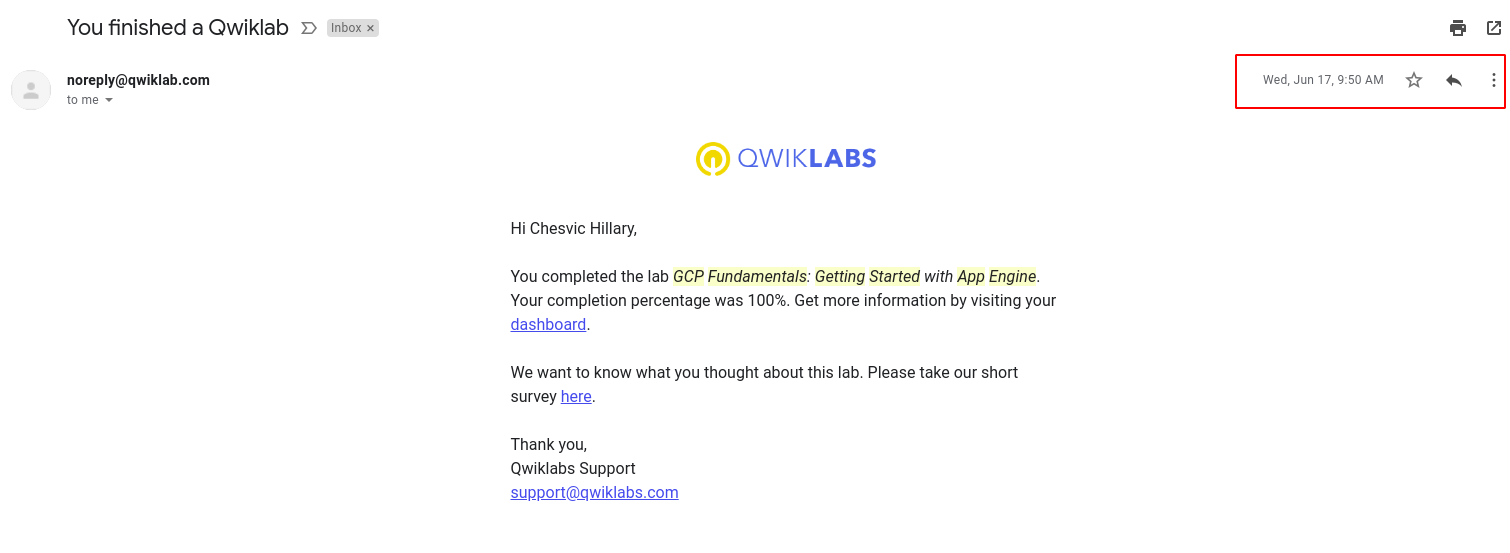 You finished a Qwiklab
Inbox ×
noreply@qwiklab.com
Wed, Jun 17, 9:50 AM
to me
QWIKLABS
Hi Chesvic Hillary,
You completed the lab GCP Fundamentals: Getting Started with App Engine.
Your completion percentage was 100%. Get more information by visiting your
dashboard.
We want to know what you thought about this lab. Please take our short
survey here.
Thank you,
Qwiklabs Support
support@qwiklabs.com